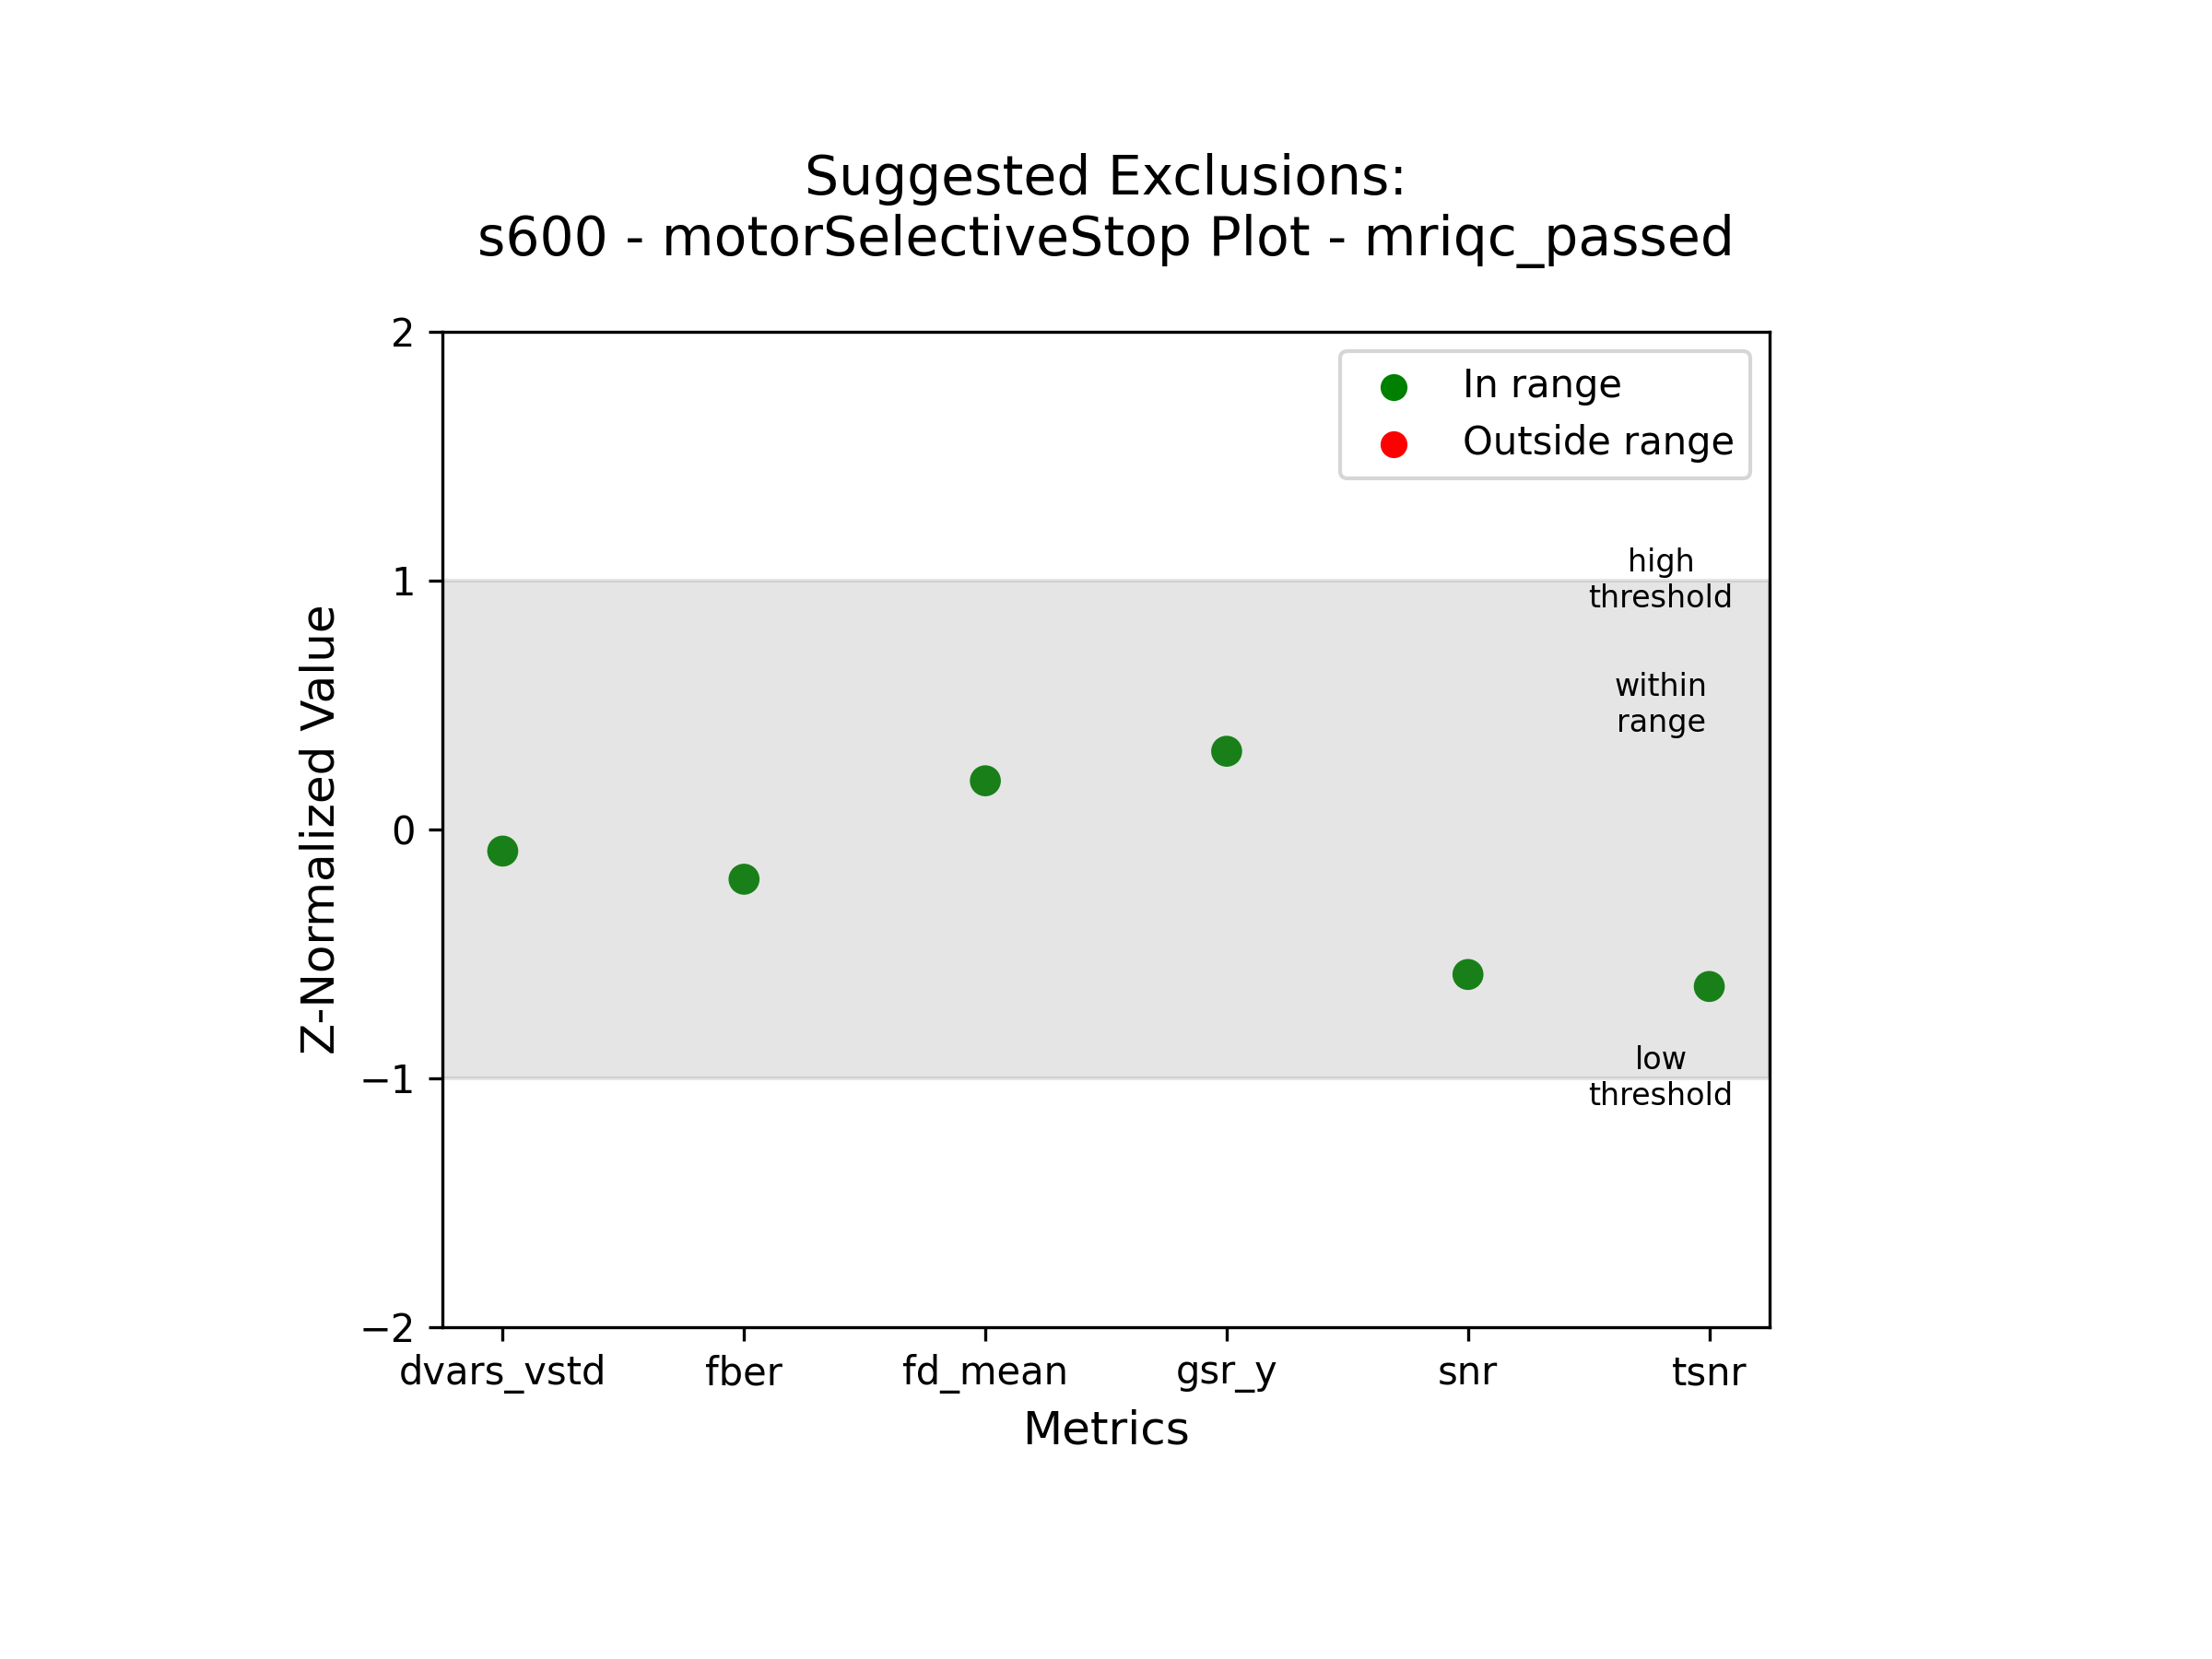 Suggested Exclusions:
s600 - motorSelectiveStop Plot - mriqc_passed
2
1
0
−1
−2
Z-Normalized Value
In range
Outside range
high
threshold
within
range
low
threshold
dvars_vstd
fber
fd_mean
gsr_y
snr
tsnr
Metrics